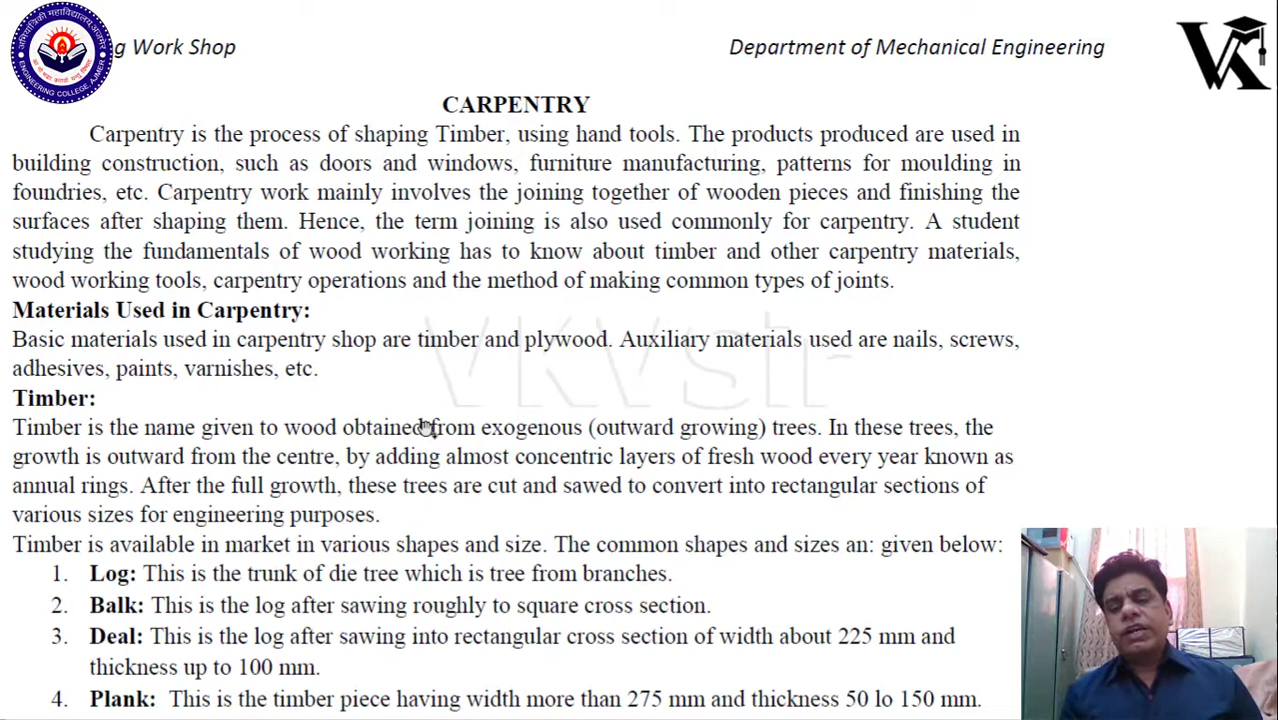 g Work Shop
Department of Mechanical Engineering
ENGINEERING COLLEGE, AJMER
VK
CARPENTRY
Carpentry is the process of shaping Timber, using hand tools. The products produced are used in
building construction, such as doors and windows, furniture manufacturing, patterns for moulding in
foundries, etc. Carpentry work mainly involves the joining together of wooden pieces and finishing the
surfaces after shaping them. Hence, the term joining is also used commonly for carpentry. A student
studying the fundamentals of wood working has to know about timber and other carpentry materials,
wood working tools, carpentry operations and the method of making common types of joints.
Materials Used in Carpentry:
Basic materials used in carpentry shop are timber and plywood. Auxiliary materials used are nails, screws,
adhesives, paints, varnishes, etc.
VKVsir
Timber:
Timber is the name given to wood obtained from exogenous (outward growing) trees. In these trees, the
growth is outward from the centre, by adding almost concentric layers of fresh wood every year known as
annual rings. After the full growth, these trees are cut and sawed to convert into rectangular sections of
various sizes for engineering purposes.
Timber is available in market in various shapes and size. The common shapes and sizes an: given below:
1. Log: This is the trunk of die tree which is tree from branches.
2. Balk: This is the log after sawing roughly to square cross section.
3. Deal: This is the log after sawing into rectangular cross section of width about 225 mm and
thickness up to 100 mm.
4. Plank: This is the timber piece having width more than 275 mm and thickness 50 lo 150 mm.